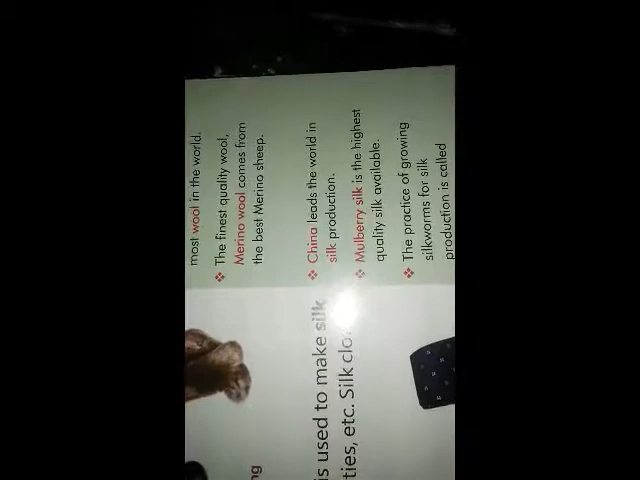 most wool in the world.
❖ The finest quality wool,
Merino wool comes from
the best Merino sheep.
❖ China leads the world in
silk production.
❖ Mulberry silk is the highest
quality silk available.
❖ The practice of growing
silkworms for silk
production is called
is used to make silk
ties, etc. Silk clo
ng